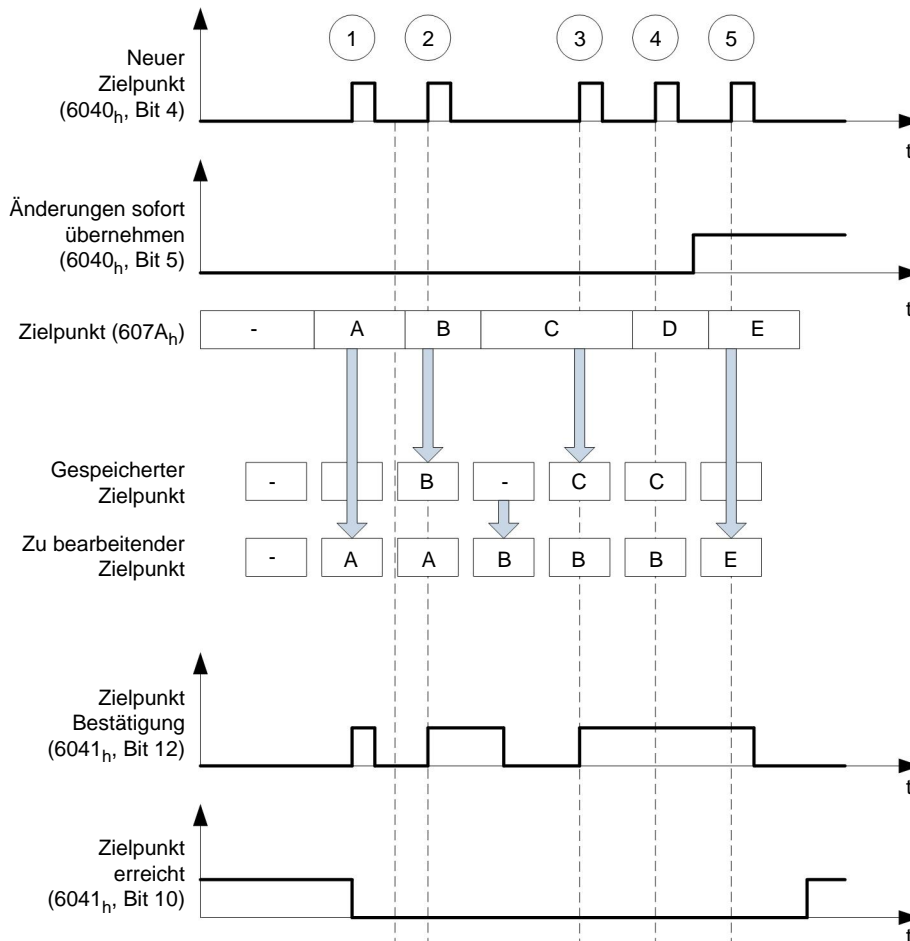 1 2 3 4 5
Neuer
Zielpunkt
(6040h, Bit 4)
t
Änderungen sofort
übernehmen
(6040h, Bit 5)
t
Zielpunkt (607Ah)
- A B C D E
Gespeicherter
Zielpunkt
- B - C C
Zu bearbeitender
Zielpunkt
- A A B B B E
Zielpunkt
Bestätigung
(6041h, Bit 12)
t
Zielpunkt
erreicht
(6041h, Bit 10)
t